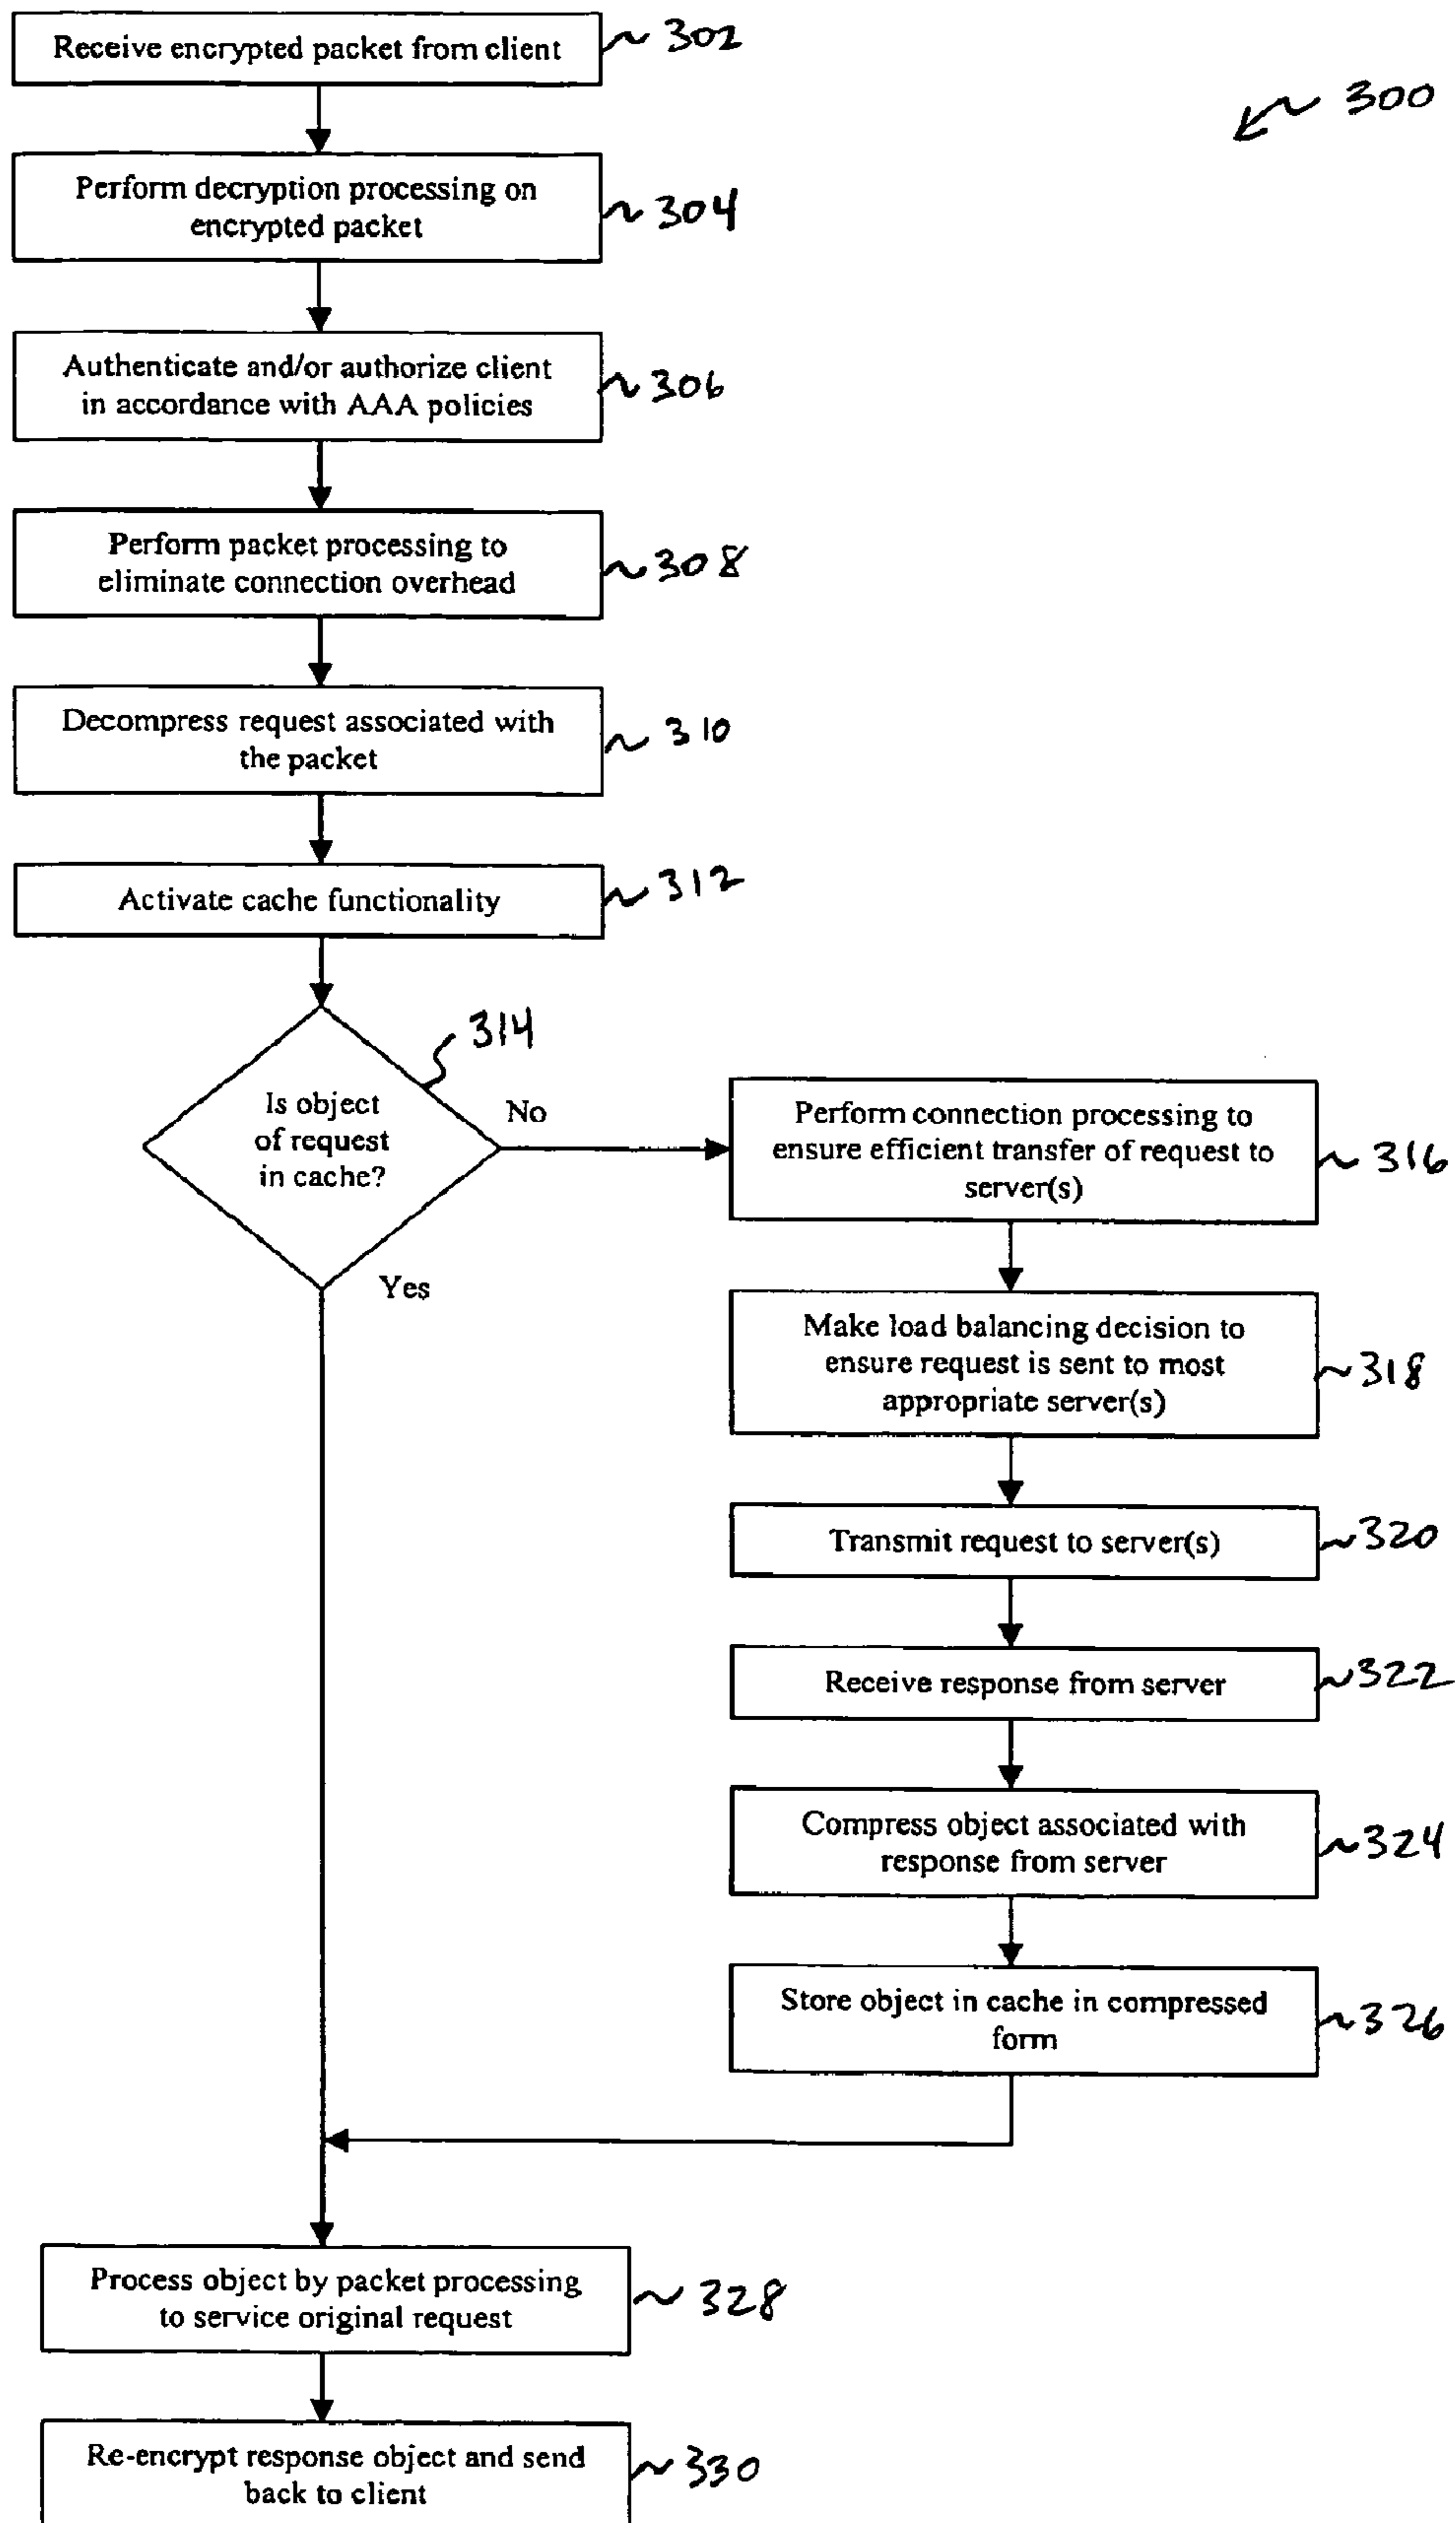 Receive encrypted packet from client
302
300
Perform decryption processing on
encrypted packet
304
Authenticate and/or authorize client
in accordance with AAA policies
306
Perform packet processing to
eliminate connection overhead
308
Decompress request associated with
the packet
310
Activate cache functionality
312
314
Is object
of request
in cache?
No
Yes
Perform connection processing to
ensure efficient transfer of request to
server(s)
316
Make load balancing decision to
ensure request is sent to most
appropriate server(s)
318
Transmit request to server(s)
320
Receive response from server
322
Compress object associated with
response from server
324
Store object in cache in compressed
form
326
Process object by packet processing
to service original request
328
Re-encrypt response object and send
back to client
330